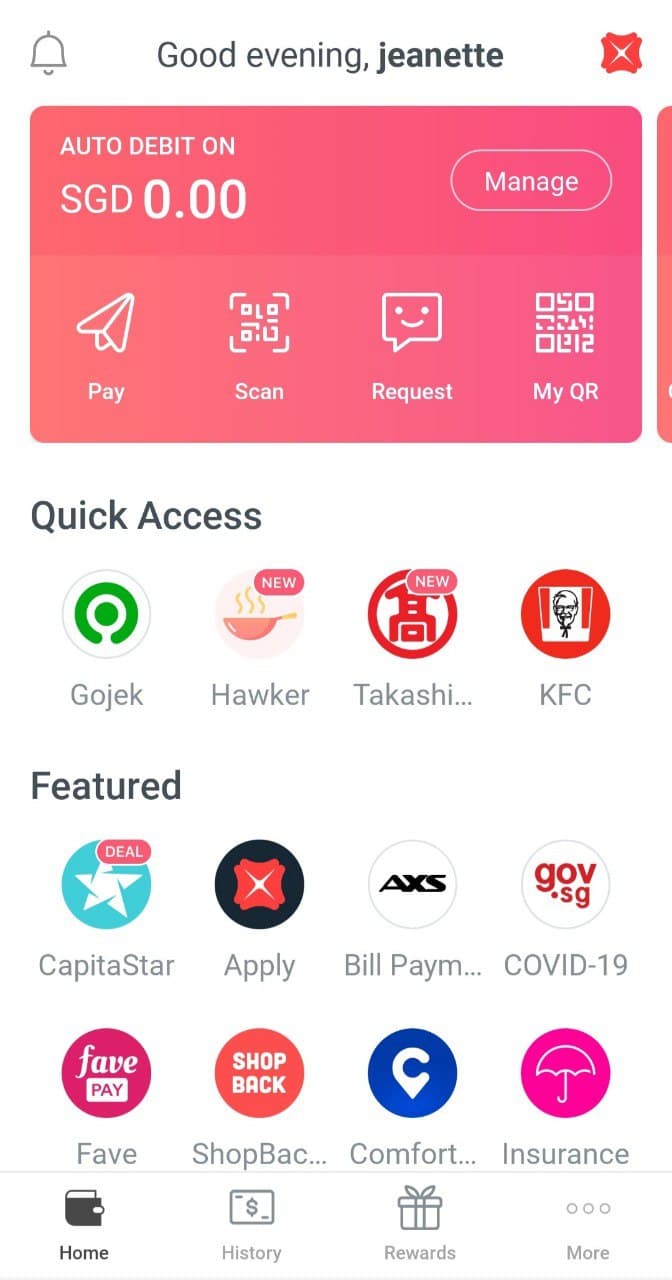 Good evening, jeanette
AUTO DEBIT ON
SGD 0.00
Manage
Pay Scan Request My QR
Quick Access
NEW NEW
Gojek Hawker Takashi... KFC
Featured
DEAL
AXS
gov
.sg
CapitaStar Apply Bill Paym... COVID-19
fave
PAY
SHOP
BACK
Fave ShopBac... Comfort... Insurance
$
Home History Rewards More